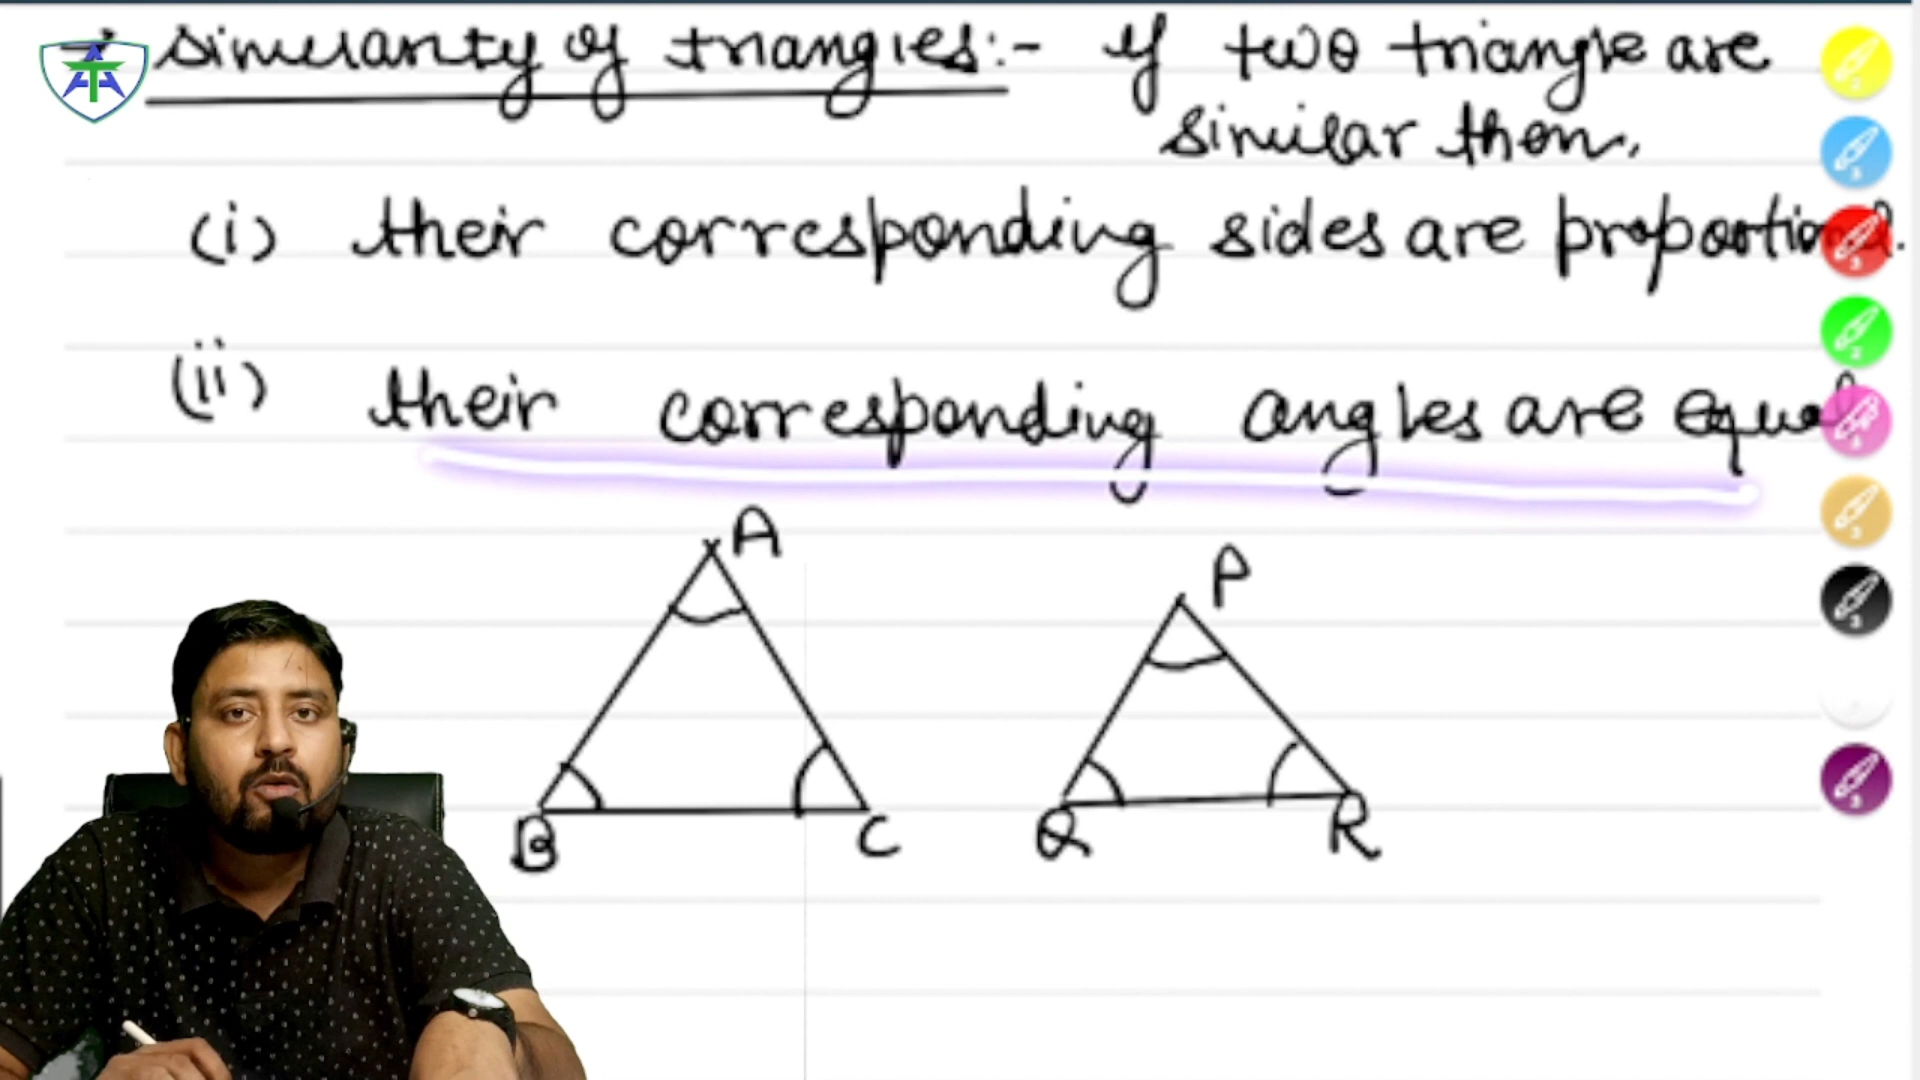 similarity of triangles:- if two triangle are
similar then,
(i) their corresponding sides are proportional.
(ii) their corresponding angles are equal
A
P
B
C
Q
R